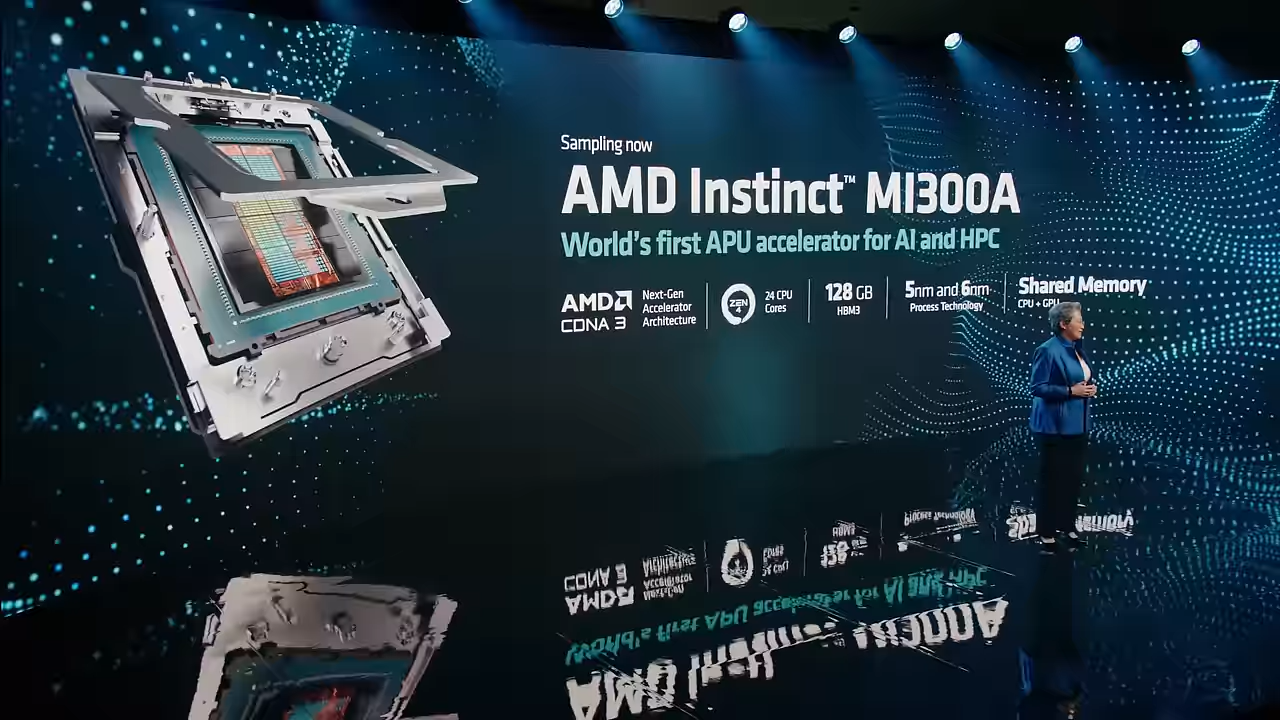 Sampling now
AMD Instinct™ MI300A
World's first APU accelerator for AI and HPC
AMD
CDNA 3
Next-Gen
Accelerator
Architecture
ZEN
4
24 CPU
Cores
128 GB
HBM3
5nm and 6nm
Process Technology
Shared Memory
CPU + GPU